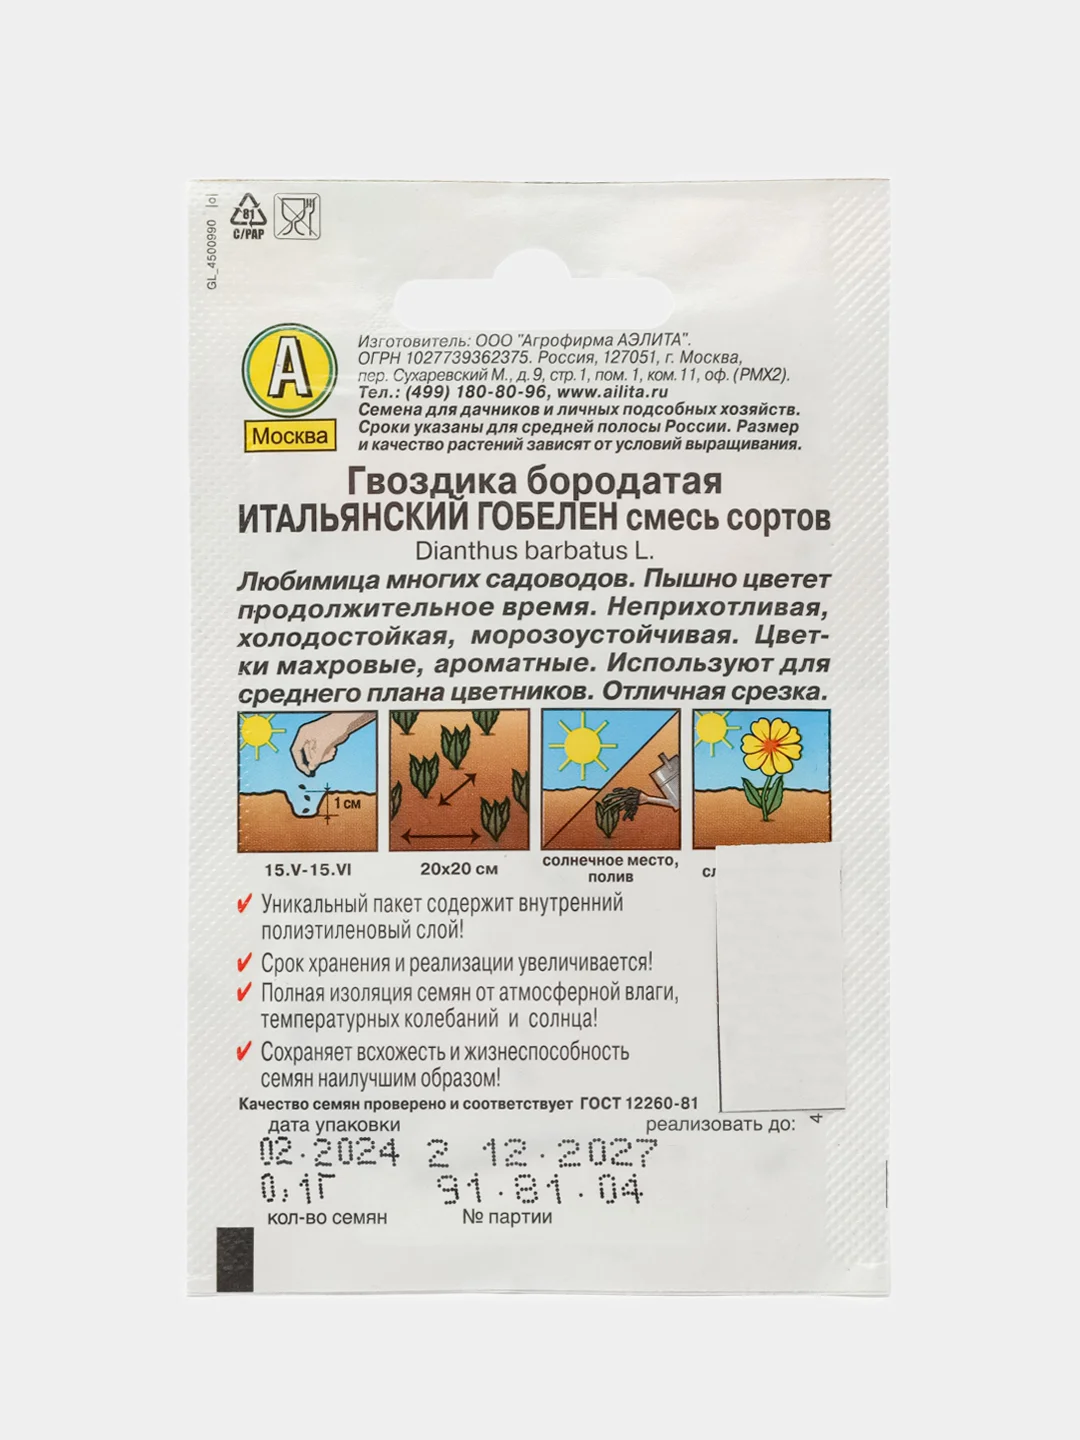 81
C/PAP
GL_4500990
А
Москва
Изготовитель: ООО "Агрофирма АЭЛИТА".
ОГРН 1027739362375. Россия, 127051, г. Москва,
пер. Сухаревский М., д. 9, стр. 1, пом. 1, ком. 11, оф. (РМХ2).
Тел.: (499) 180-80-96, www.ailita.ru
Семена для дачников и личных подсобных хозяйств.
Сроки указаны для средней полосы России. Размер
и качество растений зависят от условий выращивания.
Гвоздика бородатая
ИТАЛЬЯНСКИЙ ГОБЕЛЕН смесь сортов
Dianthus barbatus L.
Любимица многих садоводов. Пышно цветет
продолжительное время. Неприхотливая,
холодостойкая, морозоустойчивая. Цвет-
ки махровые, ароматные. Используют для
среднего плана цветников. Отличная срезка.
1 см
15.V-15.VI
20x20 см
солнечное место,
полив
Уникальный пакет содержит внутренний
полиэтиленовый слой!
Срок хранения и реализации увеличивается!
Полная изоляция семян от атмосферной влаги,
температурных колебаний и солнца!
Сохраняет всхожесть и жизнеспособность
семян наилучшим образом!
Качество семян проверено и соответствует ГОСТ 12260-81
дата упаковки
реализовать до:
4
02.2024 2 12.2027
0,1Г 91.81.04
кол-во семян
№ партии